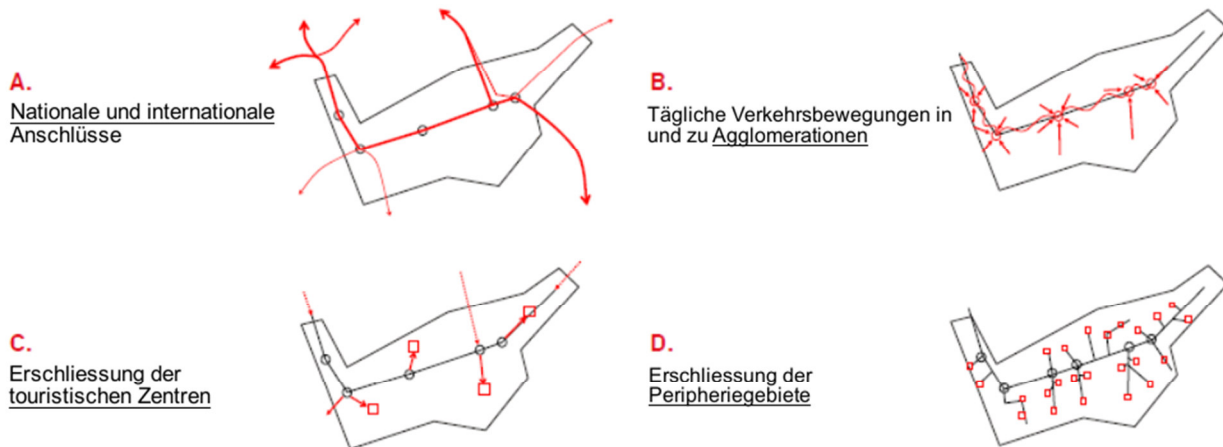 A.
Nationale und internationale
Anschlüsse
B.
Tägliche Verkehrsbewegungen in
und zu Agglomerationen
C.
Erschliessung der
touristischen Zentren
D.
Erschliessung der
Peripheriegebiete